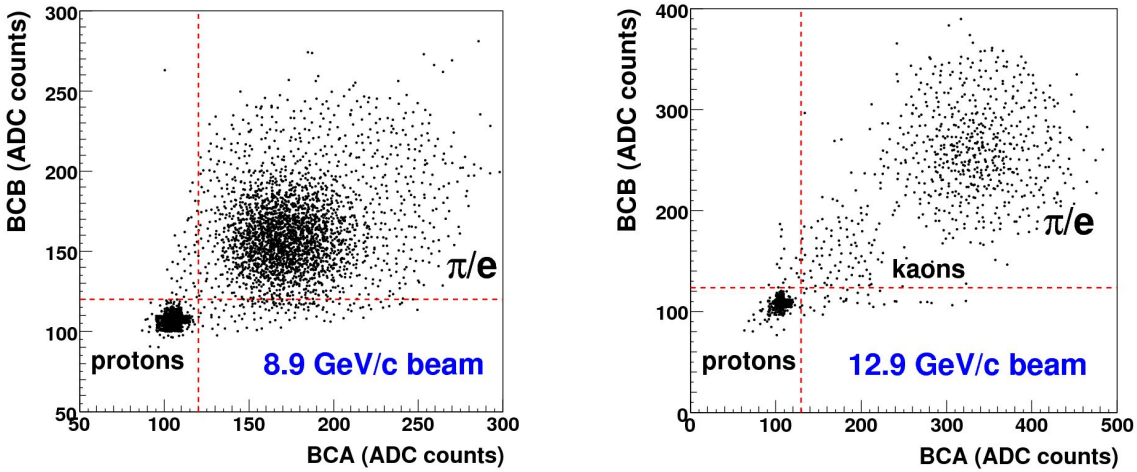 BCB (ADC counts)
300
250
200
150
100
50
π/e
protons
8.9 GeV/c beam
50
100
150
200
250
300
BCA (ADC counts)
BCB (ADC counts)
400
300
200
100
0
π/e
kaons
protons
12.9 GeV/c beam
0
100
200
300
400
500
BCA (ADC counts)